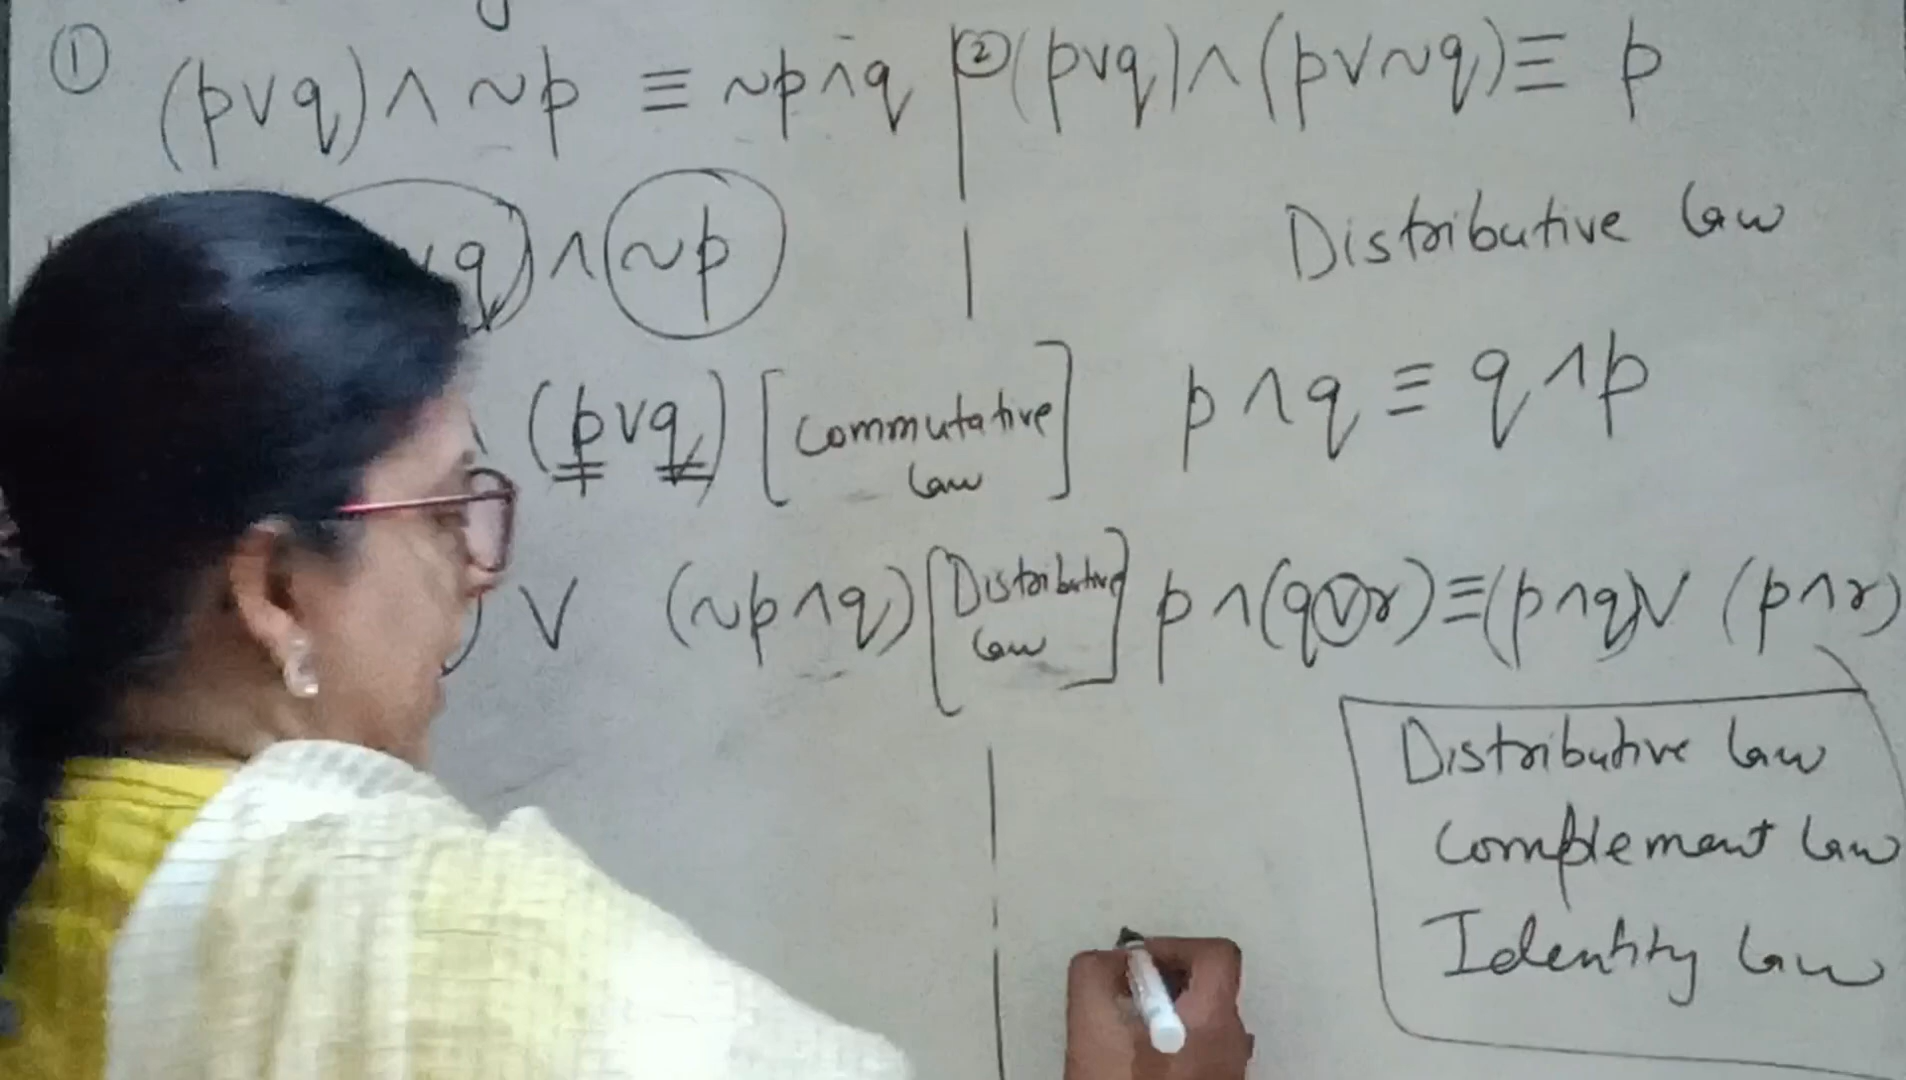 ① (p∨q)∧~p ≡ ~p∧q
② (p∨q)∧(p∨~q) ≡ p
q)∧(~p)
Distributive law
(p∨q) [Commutative law]
p∧q ≡ q∧p
) ∨ (~p∧q) [Distributive law]
p∧(q∨r) ≡ (p∧q)∨ (p∧r)
Distributive law
Complement law
Identity law